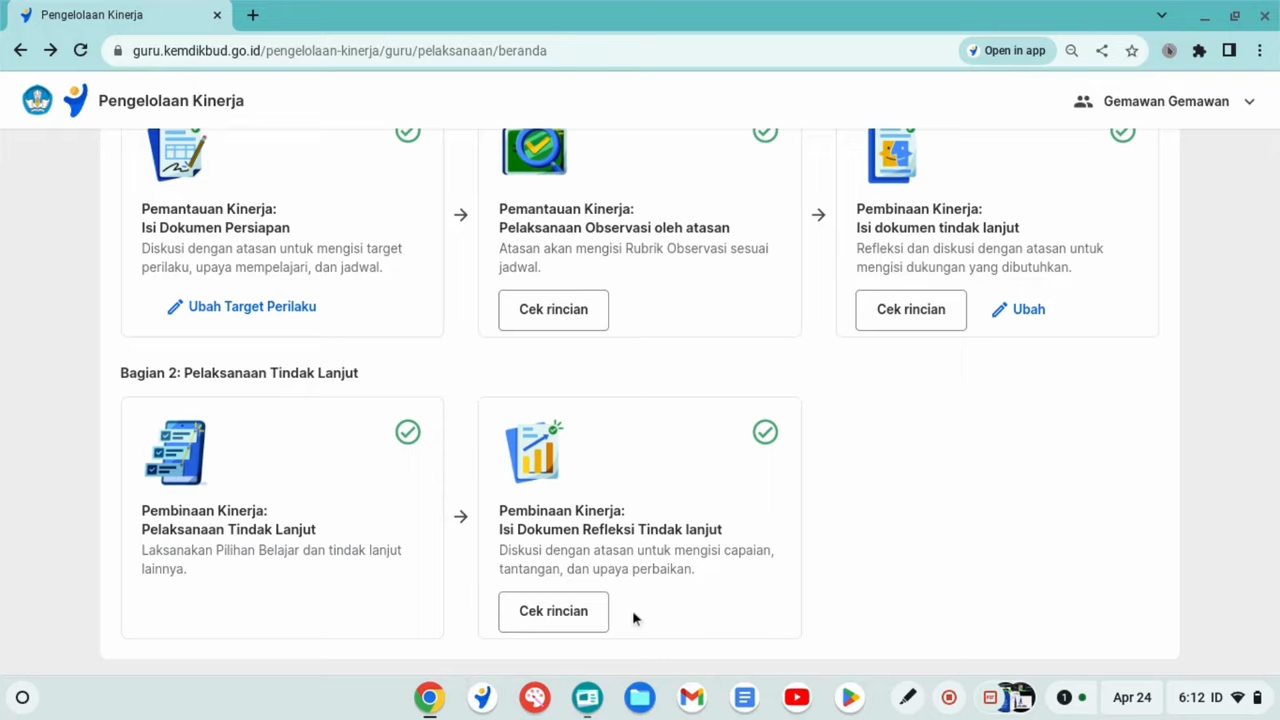 Pengelolaan Kinerja
guru.kemdikbud.go.id/pengelolaan-kinerja/guru/pelaksanaan/beranda
Open in app
Pengelolaan Kinerja
Gemawan Gemawan
Pemantauan Kinerja:
Isi Dokumen Persiapan
Diskusi dengan atasan untuk mengisi target
perilaku, upaya mempelajari, dan jadwal.
Ubah Target Perilaku
Pemantauan Kinerja:
Pelaksanaan Observasi oleh atasan
Atasan akan mengisi Rubrik Observasi sesuai
jadwal.
Cek rincian
Pembinaan Kinerja:
Isi dokumen tindak lanjut
Refleksi dan diskusi dengan atasan untuk
mengisi dukungan yang dibutuhkan.
Cek rincian
Ubah
Bagian 2: Pelaksanaan Tindak Lanjut
Pembinaan Kinerja:
Pelaksanaan Tindak Lanjut
Laksanakan Pilihan Belajar dan tindak lanjut
lainnya.
Pembinaan Kinerja:
Isi Dokumen Refleksi Tindak lanjut
Diskusi dengan atasan untuk mengisi capaian,
tantangan, dan upaya perbaikan.
Cek rincian
1
Apr 24
6:12 ID